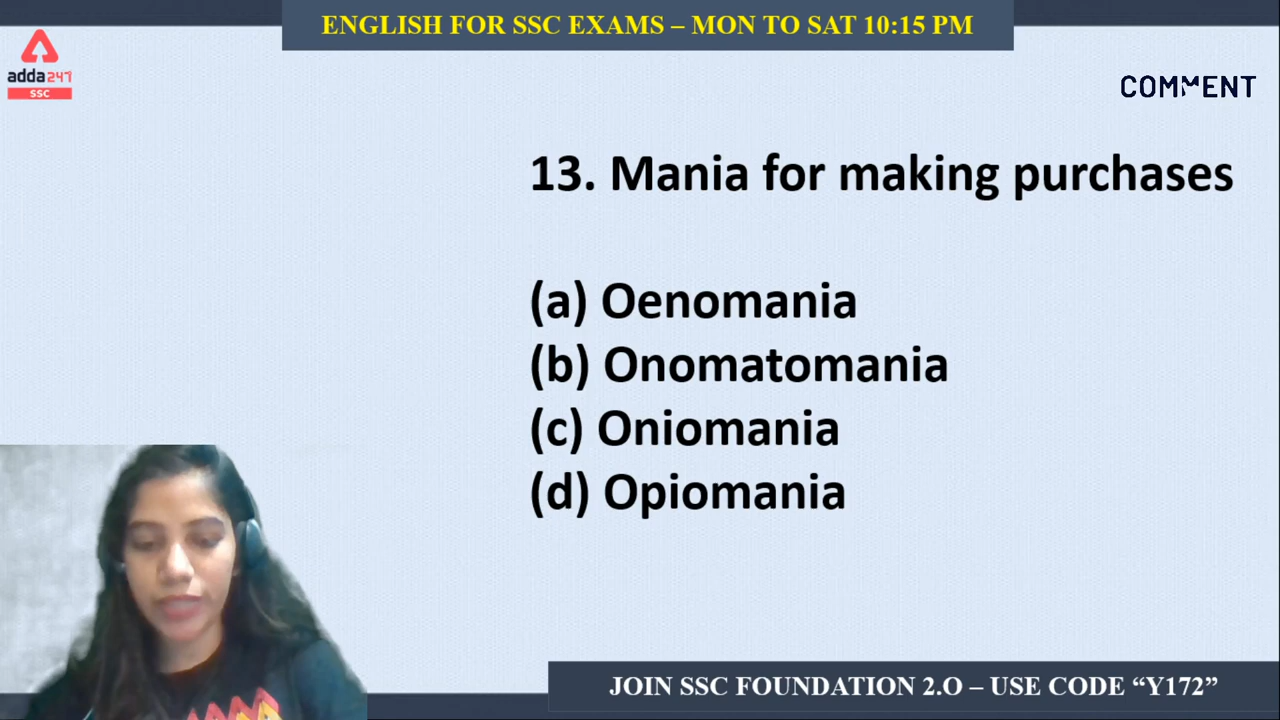 ENGLISH FOR SSC EXAMS – MON TO SAT 10:15 PM
adda247
SSC
COMMENT
13. Mania for making purchases
(a) Oenomania
(b) Onomatomania
(c) Oniomania
(d) Opiomania
JOIN SSC FOUNDATION 2.O – USE CODE “Y172”